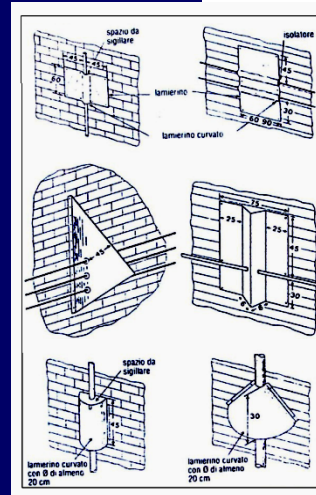 spazio da
sigillare
isolatore
45
45
60
45
lamierino
30
lamierino curvato
60 90
75
25
25
45
45
30
6
6
spazio da
sigillare
45
30
lamierino curvato
con Ø di almeno
20 cm
lamierino curvato
con Ø di almeno
20 cm